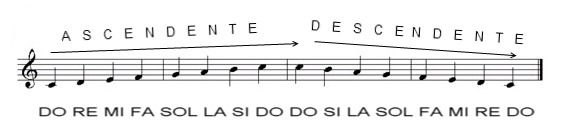 ASCENDENTE DESCENDENTE
DO RE MI FA SOL LA SI DO DO SI LA SOL FA MI RE DO